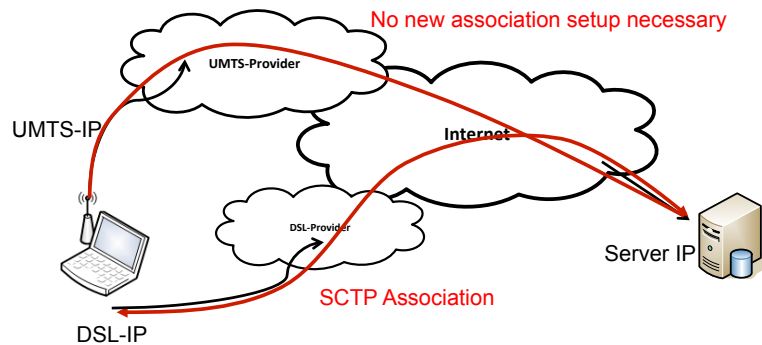 No new association setup necessary
UMTS-Provider
UMTS-IP
Internet
DSL-Provider
Server IP
SCTP Association
DSL-IP